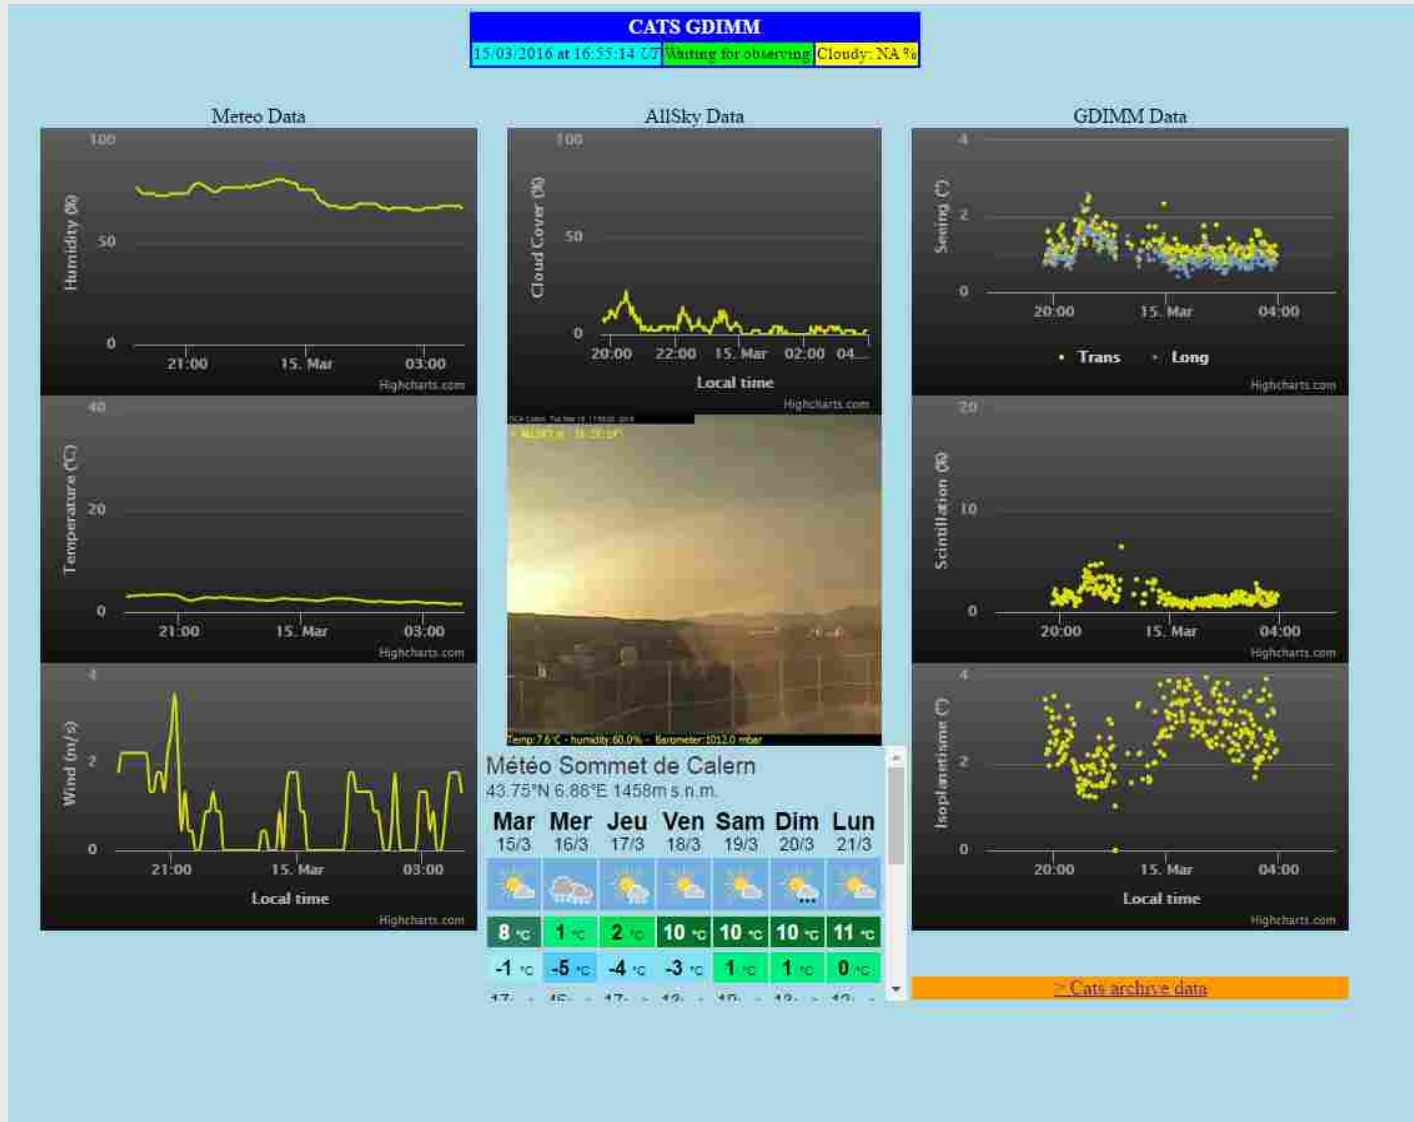 CATS GDIMM
15/03/2016 at 16:55:14 UT Waiting for observing Cloudy: NA %
Meteo Data
100
Humidity (%)
50
0
21:00 15. Mar 03:00
Highcharts.com
40
Temperature (°C)
20
0
21:00 15. Mar 03:00
Highcharts.com
4
Wind (m/s)
2
0
21:00 15. Mar 03:00
Local time
Highcharts.com
AllSky Data
100
Cloud Cover (%)
50
0
20:00 22:00 15. Mar 02:00 04...
Local time
Highcharts.com
Temp:7.6°C - humidity:60.0% - Barometer:1012.0 mbar
Météo Sommet de Calern
43.75°N 6.88°E 1458m s.n.m.
Mar Mer Jeu Ven Sam Dim Lun
15/3 16/3 17/3 18/3 19/3 20/3 21/3
8 °C 1 °C 2 °C 10 °C 10 °C 10 °C 11 °C
-1 °C -5 °C -4 °C -3 °C 1 °C 1 °C 0 °C
GDIMM Data
4
Seeing (")
2
0
20:00 15. Mar 04:00
Trans Long
Highcharts.com
20
Scintillation (%)
10
0
20:00 15. Mar 04:00
Highcharts.com
4
Isoplanetisme (")
2
0
20:00 15. Mar 04:00
Local time
Highcharts.com
> Cats archive data